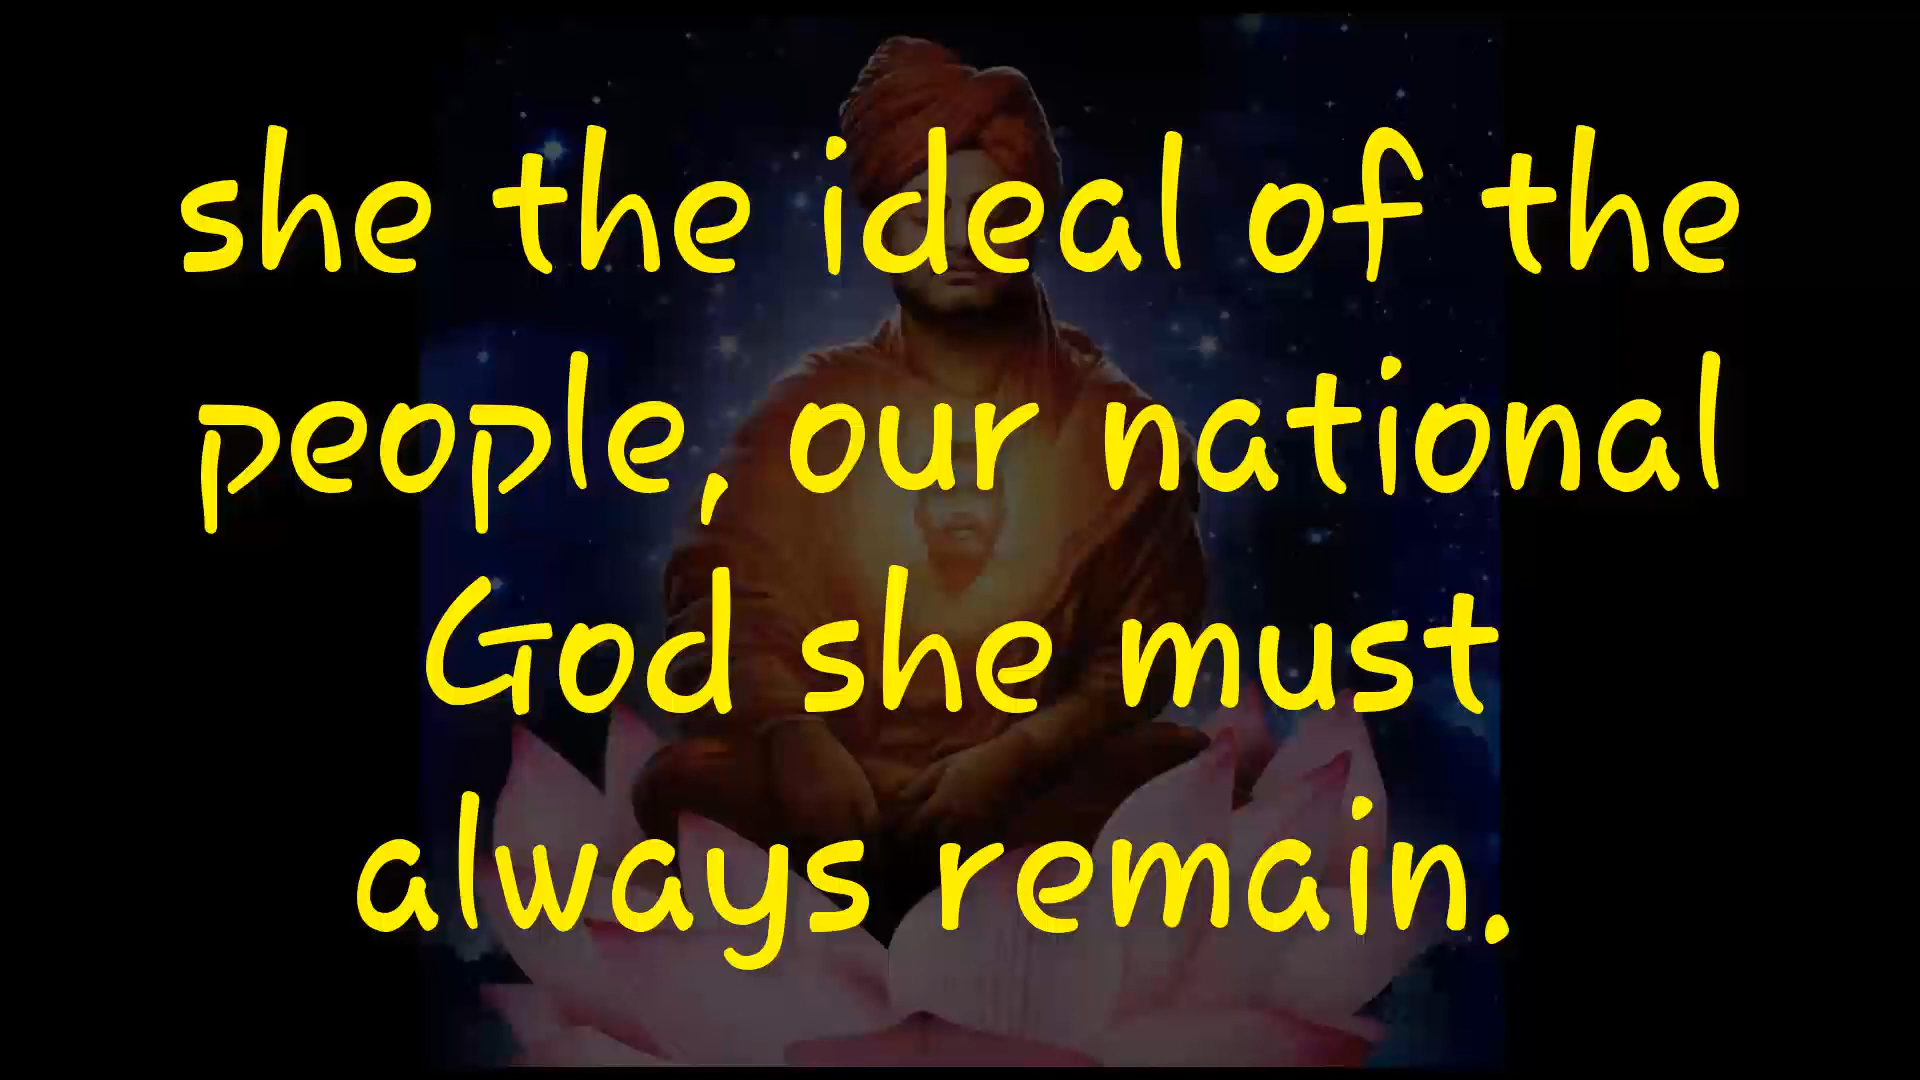 she the ideal of the
people, our national
God she must
always remain.